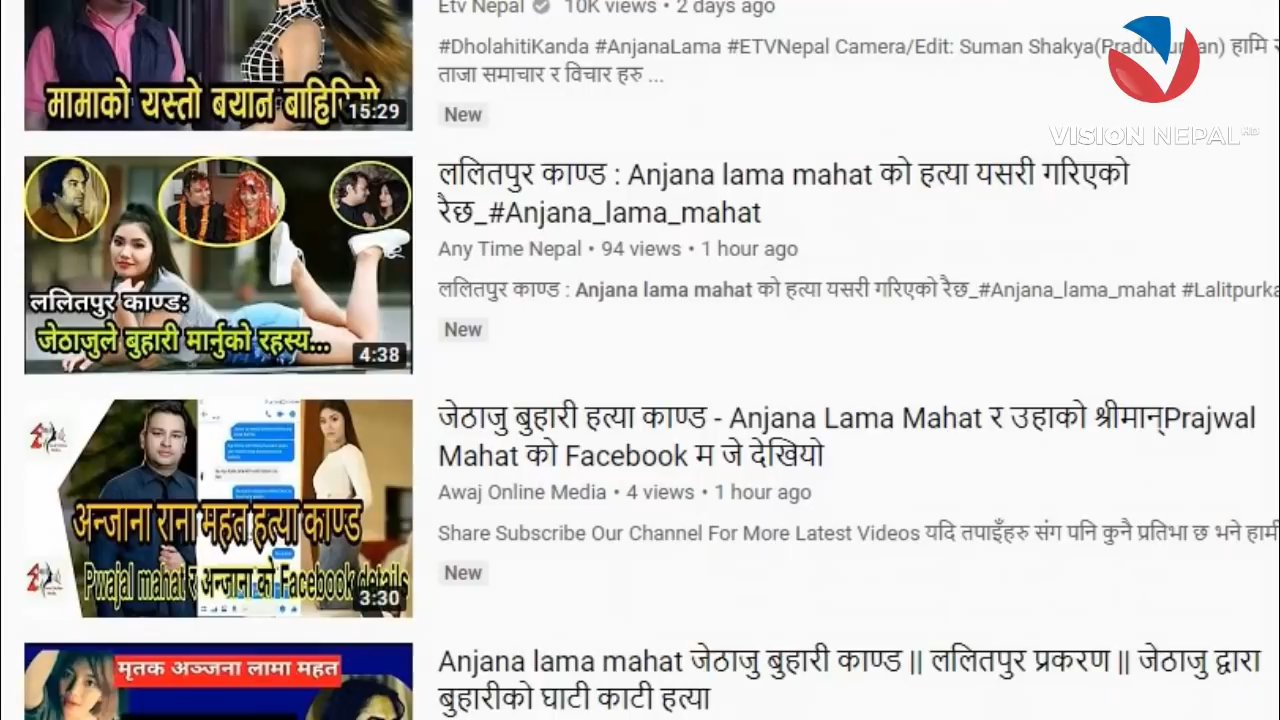 Etv Nepal 10K views • 2 days ago
#DholahitiKanda #AnjanaLama #ETVNepal Camera/Edit: Suman हामि
ताजा समाचार र विचार हरु ...
New
मामाको यस्तो बयान बाहिरियो
15:29
VISION NEPAL HD
ललितपुर काण्ड : Anjana lama mahat को हत्या यसरी गरिएको
रैछ_#Anjana_lama_mahat
Any Time Nepal • 94 views • 1 hour ago
ललितपुर काण्ड : Anjana lama mahat को हत्या यसरी गरिएको रैछ_#Anjana_lama_mahat #Lalitpurka
New
ललितपुर काण्ड:
जेठाजुले बुहारी मार्नुको रहस्य...
4:38
जेठाजु बुहारी हत्या काण्ड - Anjana Lama Mahat र उहाको श्रीमान्Prajwal
Mahat को Facebook म जे देखियो
Awaj Online Media • 4 views • 1 hour ago
Share Subscribe Our Channel For More Latest Videos यदि तपाइँहरु संग पनि कुनै प्रतिभा छ भने हामी
New
अन्जाना राना महत हत्या काण्ड
Pwajal mahat र अन्जाना को Facebook details
3:30
Anjana lama mahat जेठाजु बुहारी काण्ड || ललितपुर प्रकरण || जेठाजु द्वारा
बुहारीको घाटी काटी हत्या
मृतक अञ्जना लामा महत